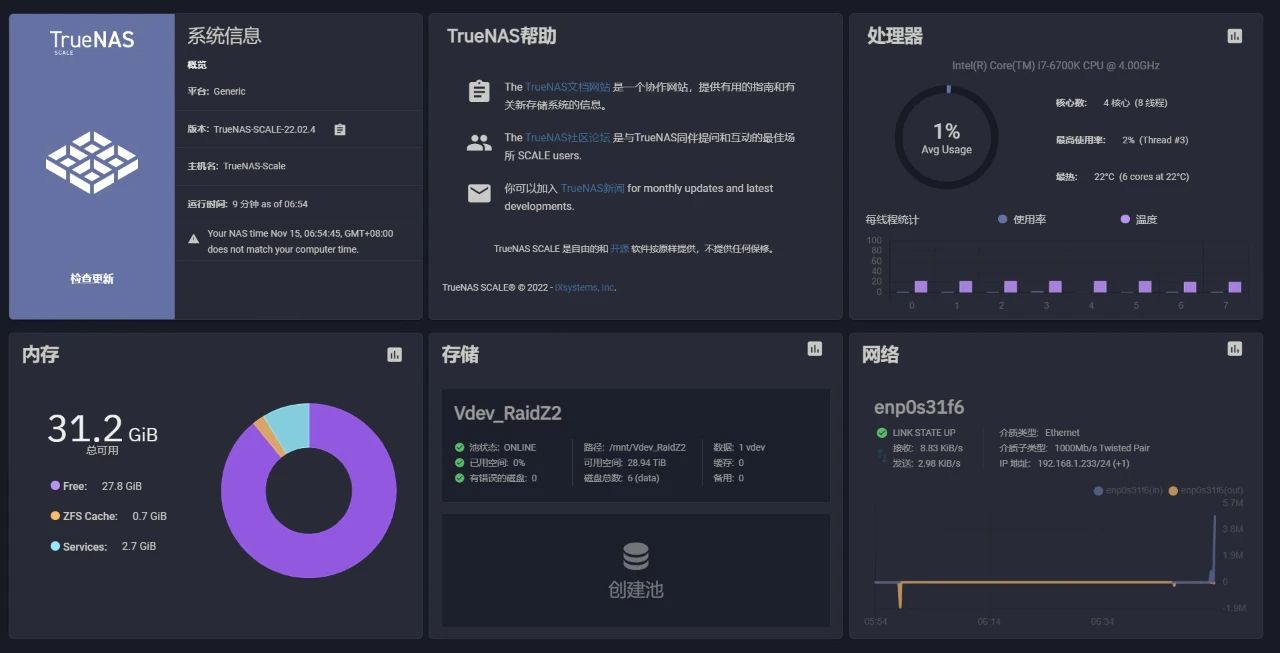 TrueNAS
SCALE
检查更新
系统信息
概览
平台: Generic
版本: TrueNAS-SCALE-22.02.4
主机名: TrueNAS-Scale
运行时间: 9 分钟 as of 06:54
Your NAS time Nov 15, 06:54:45, GMT+08:00
does not match your computer time.
TrueNAS帮助
The TrueNAS文档网站 是一个协作网站，提供有用的指南和有
关新存储系统的信息。
The TrueNAS社区论坛 是与TrueNAS同伴提问和互动的最佳场
所 SCALE users.
你可以加入 TrueNAS新闻 for monthly updates and latest
developments.
TrueNAS SCALE 是自由的和 开源 软件按原样提供，不提供任何保修。
TrueNAS SCALE® © 2022 - iXsystems, Inc.
处理器
Intel(R) Core(TM) i7-6700K CPU @ 4.00GHz
1%
Avg Usage
核心数: 4 核心 (8 线程)
最高使用率: 2% (Thread #3)
最热: 22°C (6 cores at 22°C)
每线程统计 使用率 温度
100
80
60
40
20
0
0 1 2 3 4 5 6 7
内存
31.2 GiB
总可用
Free: 27.8 GiB
ZFS Cache: 0.7 GiB
Services: 2.7 GiB
存储
Vdev_RaidZ2
池状态: ONLINE 路径: /mnt/Vdev_RaidZ2 数据: 1 vdev
已用空间: 0% 可用空间: 28.94 TiB 缓存: 0
有错误的磁盘: 0 磁盘总数: 6 (data) 备用: 0
创建池
网络
enp0s31f6
LINK STATE UP 介质类型: Ethernet
接收: 8.83 KiB/s 介质子类型: 1000Mb/s Twisted Pair
发送: 2.98 KiB/s IP 地址: 192.168.1.233/24 (+1)
enp0s31f6(in) enp0s31f6(out)
5.7M
3.8M
1.9M
0
-1.9M
05:54 06:14 06:34